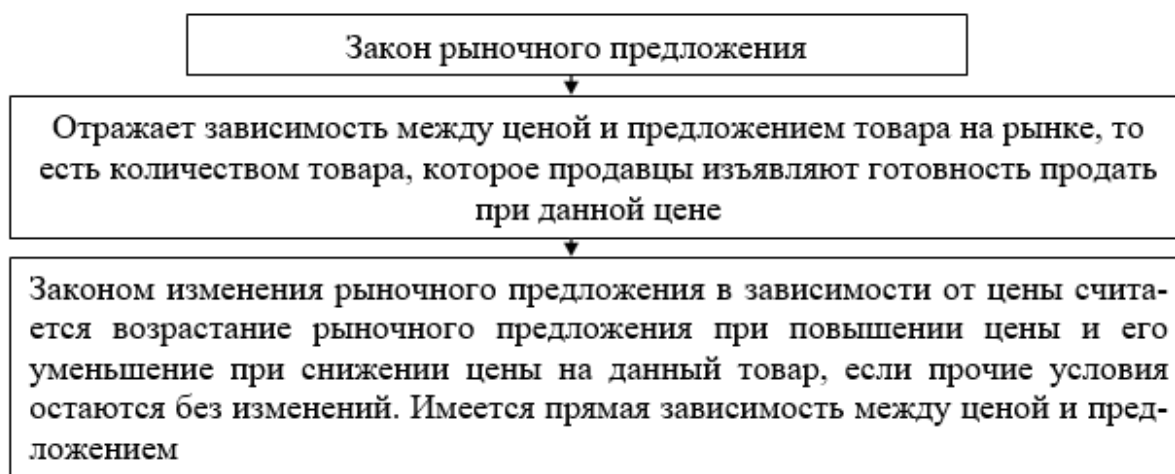 Закон рыночного предложения
Отражает зависимость между ценой и предложением товара на рынке, то
есть количеством товара, которое продавцы изъявляют готовность продать
при данной цене
Законом изменения рыночного предложения в зависимости от цены счита-
ется возрастание рыночного предложения при повышении цены и его
уменьшение при снижении цены на данный товар, если прочие условия
остаются без изменений. Имеется прямая зависимость между ценой и пред-
ложением